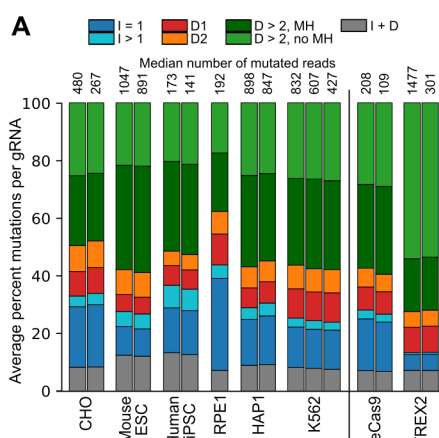 A
I = 1 D1 D > 2, MH I + D
I > 1 D2 D > 2, no MH
Median number of mutated reads
480 267 1047 891 173 141 192 898 847 832 607 427 208 109 1477 301
Average percent mutations per gRNA
100
80
60
40
20
0
CHO
Mouse
ESC
Human
iPSC
RPE1
HAP1
K562
eCas9
TREX2